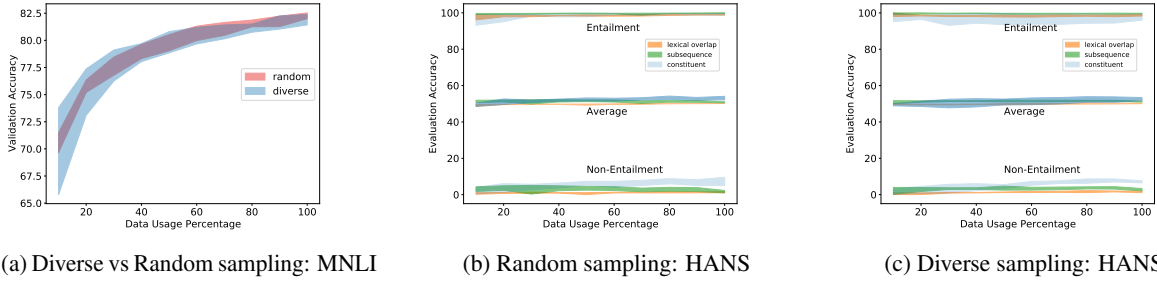 82.5
80.0
77.5
75.0
72.5
70.0
67.5
65.0
Validation Accuracy
random
diverse
20 40 60 80 100
Data Usage Percentage
(a) Diverse vs Random sampling: MNLI
100
80
60
40
20
0
Evaluation Accuracy
Entailment
lexical overlap
subsequence
constituent
Average
Non-Entailment
20 40 60 80 100
Data Usage Percentage
(b) Random sampling: HANS
100
80
60
40
20
0
Evaluation Accuracy
Entailment
lexical overlap
subsequence
constituent
Average
Non-Entailment
20 40 60 80 100
Data Usage Percentage
(c) Diverse sampling: HANS